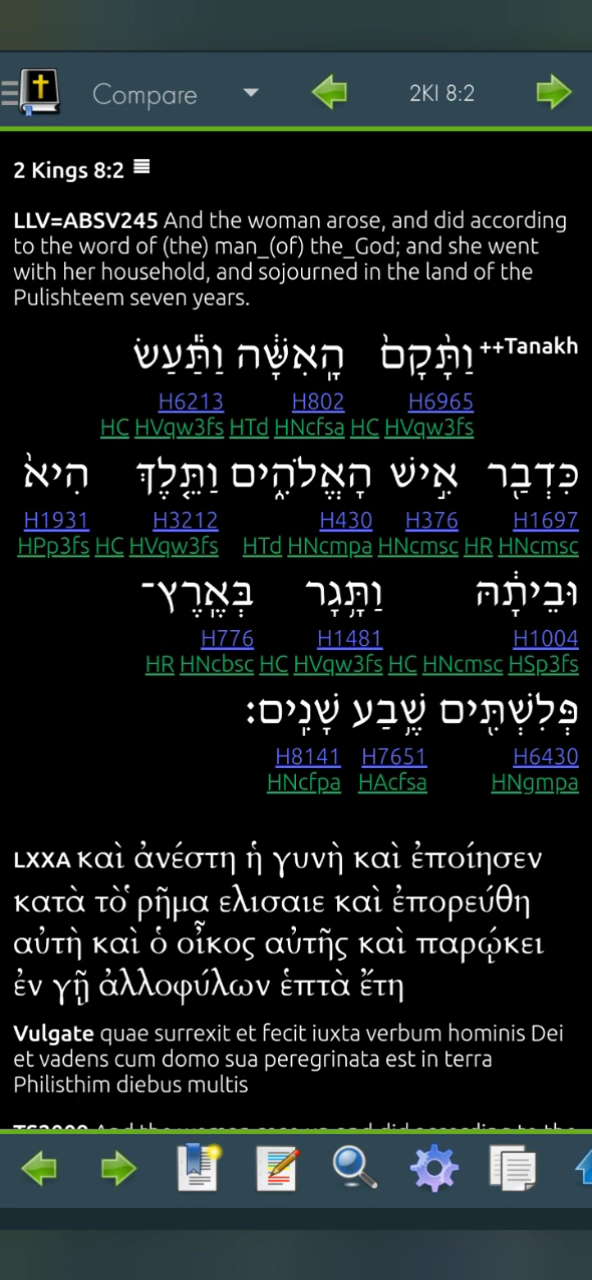 Compare
2KI 8:2
2 Kings 8:2
LLV=ABSV245 And the woman arose, and did according
to the word of (the) man_(of) the_God; and she went
with her household, and sojourned in the land of the
Pulishteem seven years.
++Tanakh וַתָּ֙קָם֙ הָֽאִשָּׁ֔ה וַתַּ֕עַשׂ
H6213 H802 H6965
HC HVqw3fs HTd HNcfsa HC HVqw3fs
כִּדְבַ֖ר אִ֣ישׁ הָאֱלֹהִ֑ים וַתֵּ֤לֶךְ הִיא֙
H1931 H3212 H430 H376 H1697
HPp3fs HC HVqw3fs HTd HNcmpa HNcmsc HR HNcmsc
וּבֵיתָ֔הּ וַתָּ֥גָר בְּאֶֽרֶץ־
H776 H1481 H1004
HR HNcbsc HC HVqw3fs HC HNcmsc HSp3fs
פְּלִשְׁתִּ֖ים שֶׁ֥בַע שָׁנִֽים׃
H8141 H7651 H6430
HNcfpa HAcfsa HNgmpa
LXXA καὶ ἀνέστη ἡ γυνὴ καὶ ἐποίησεν
κατὰ τὸ ῥῆμα ελισαιε καὶ ἐπορεύθη
αὐτὴ καὶ ὁ οἶκος αὐτῆς καὶ παρῴκει
ἐν γῇ ἀλλοφύλων ἑπτὰ ἔτη
Vulgate quae surrexit et fecit iuxta verbum hominis Dei
et vadens cum domo sua peregrinata est in terra
Philisthim diebus multis